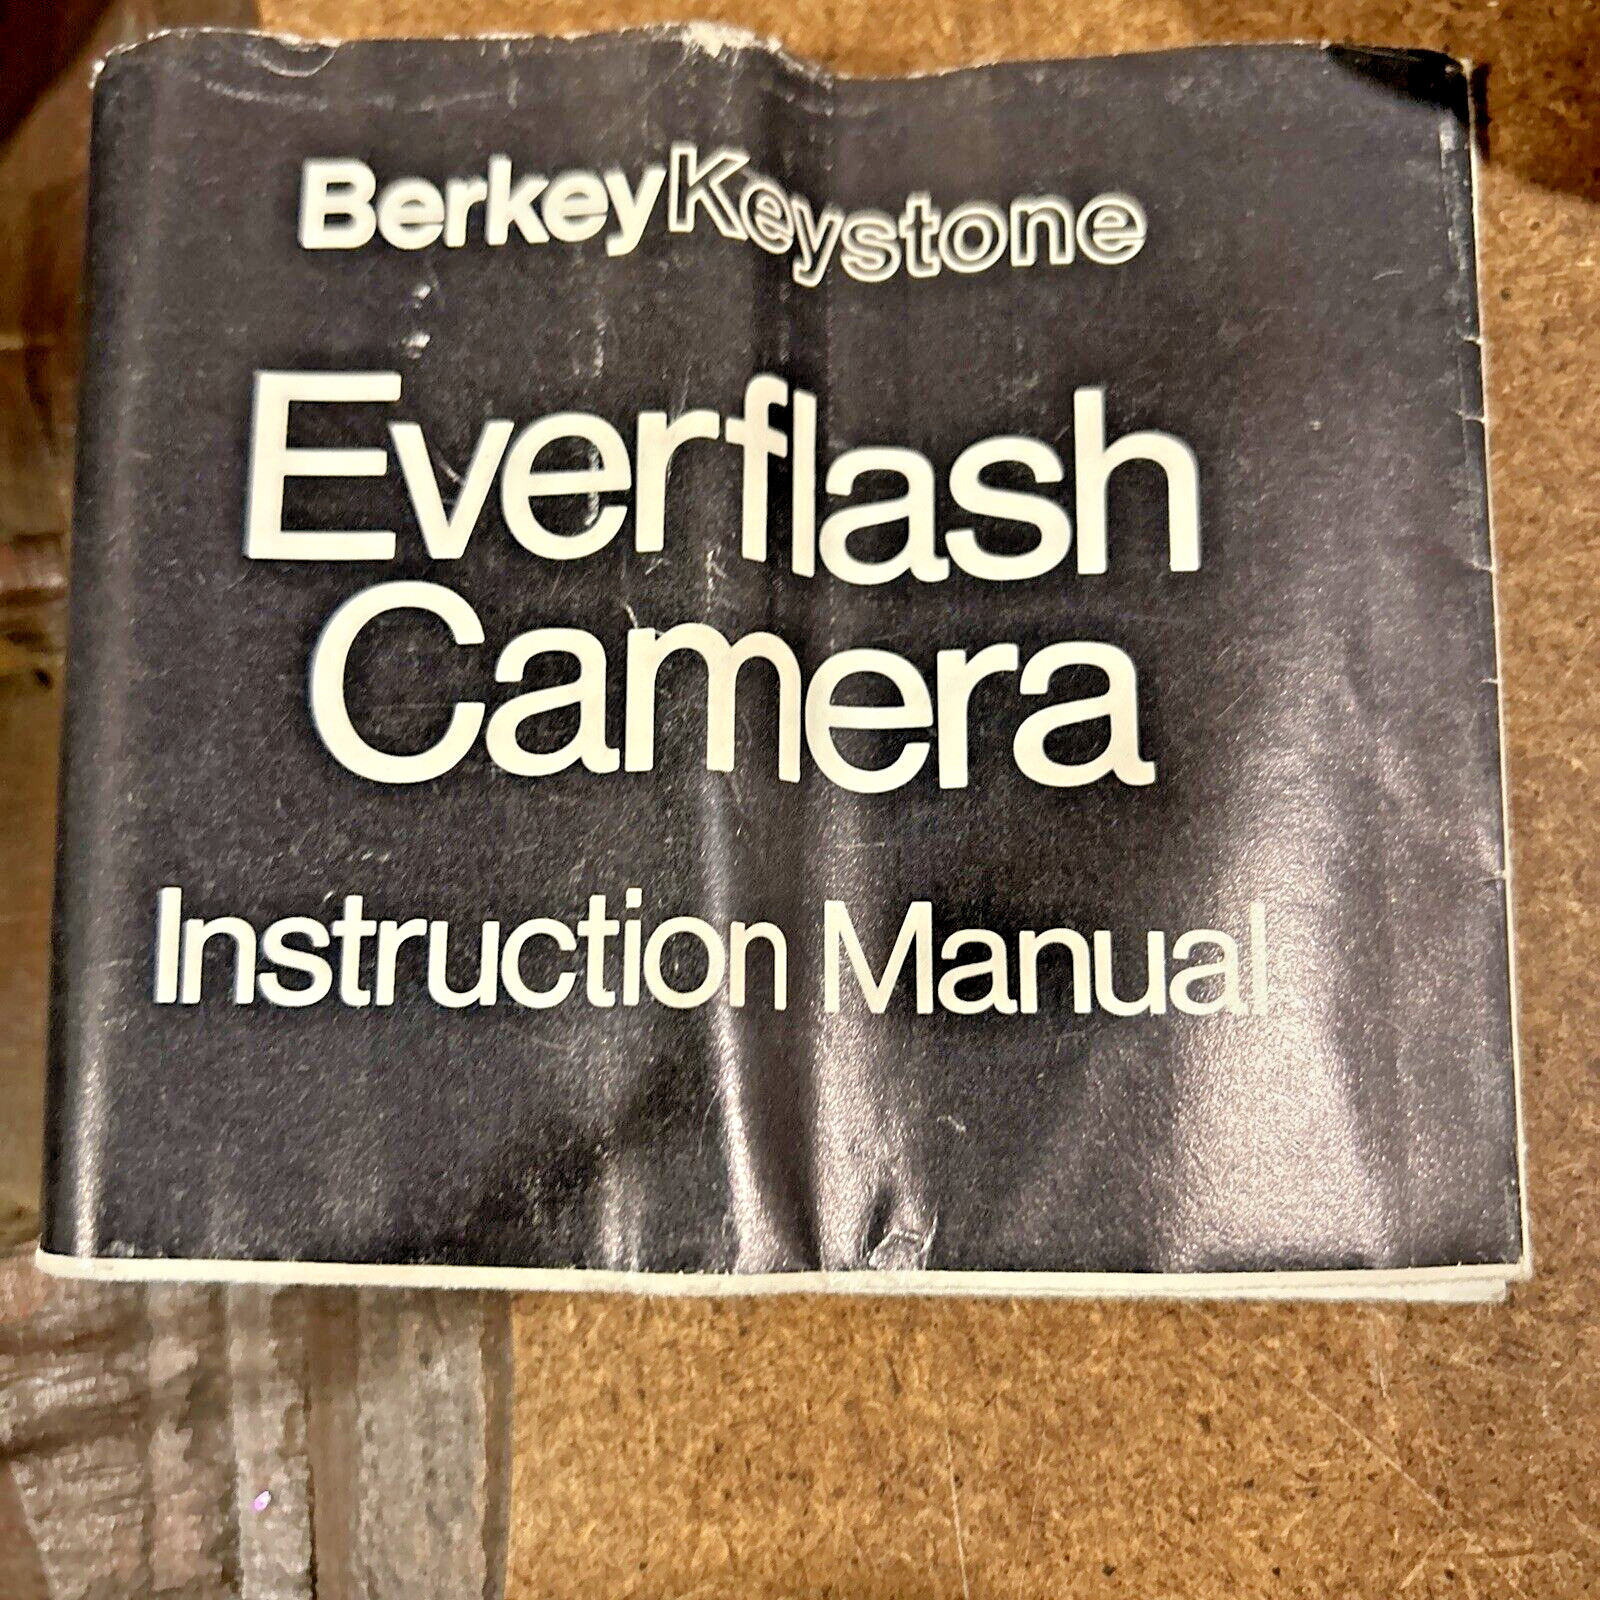 BerkeyKeystone
Everflash
Camera
Instruction Manual